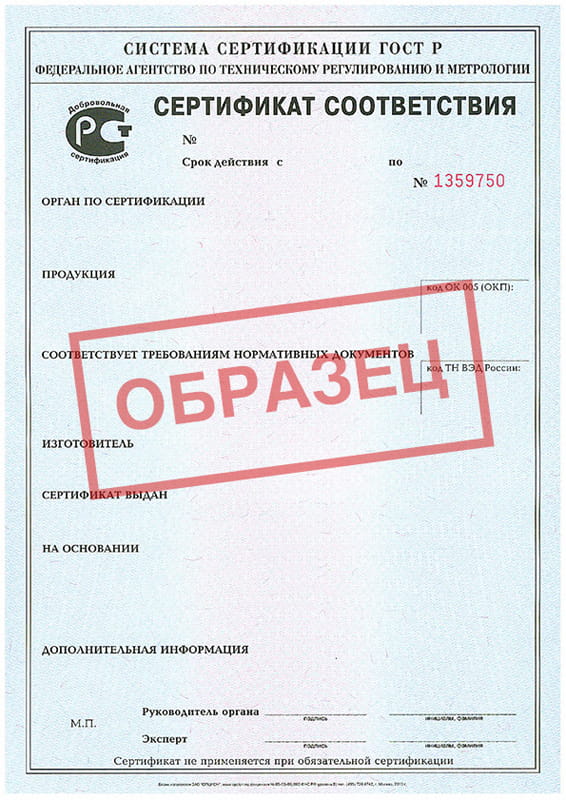 СИСТЕМА СЕРТИФИКАЦИИ ГОСТ Р
ФЕДЕРАЛЬНОЕ АГЕНТСТВО ПО ТЕХНИЧЕСКОМУ РЕГУЛИРОВАНИЮ И МЕТРОЛОГИИ
Добровольная
РСТ
сертификация
СЕРТИФИКАТ СООТВЕТСТВИЯ
№
Срок действия с по
№ 1359750
ОРГАН ПО СЕРТИФИКАЦИИ
ПРОДУКЦИЯ
код ОК 005 (ОКП):
СООТВЕТСТВУЕТ ТРЕБОВАНИЯМ НОРМАТИВНЫХ ДОКУМЕНТОВ
код ТН ВЭД России:
ОБРАЗЕЦ
ИЗГОТОВИТЕЛЬ
СЕРТИФИКАТ ВЫДАН
НА ОСНОВАНИИ
ДОПОЛНИТЕЛЬНАЯ ИНФОРМАЦИЯ
М.П.
Руководитель органа
подпись инициалы, фамилия
Эксперт
подпись инициалы, фамилия
Сертификат не применяется при обязательной сертификации